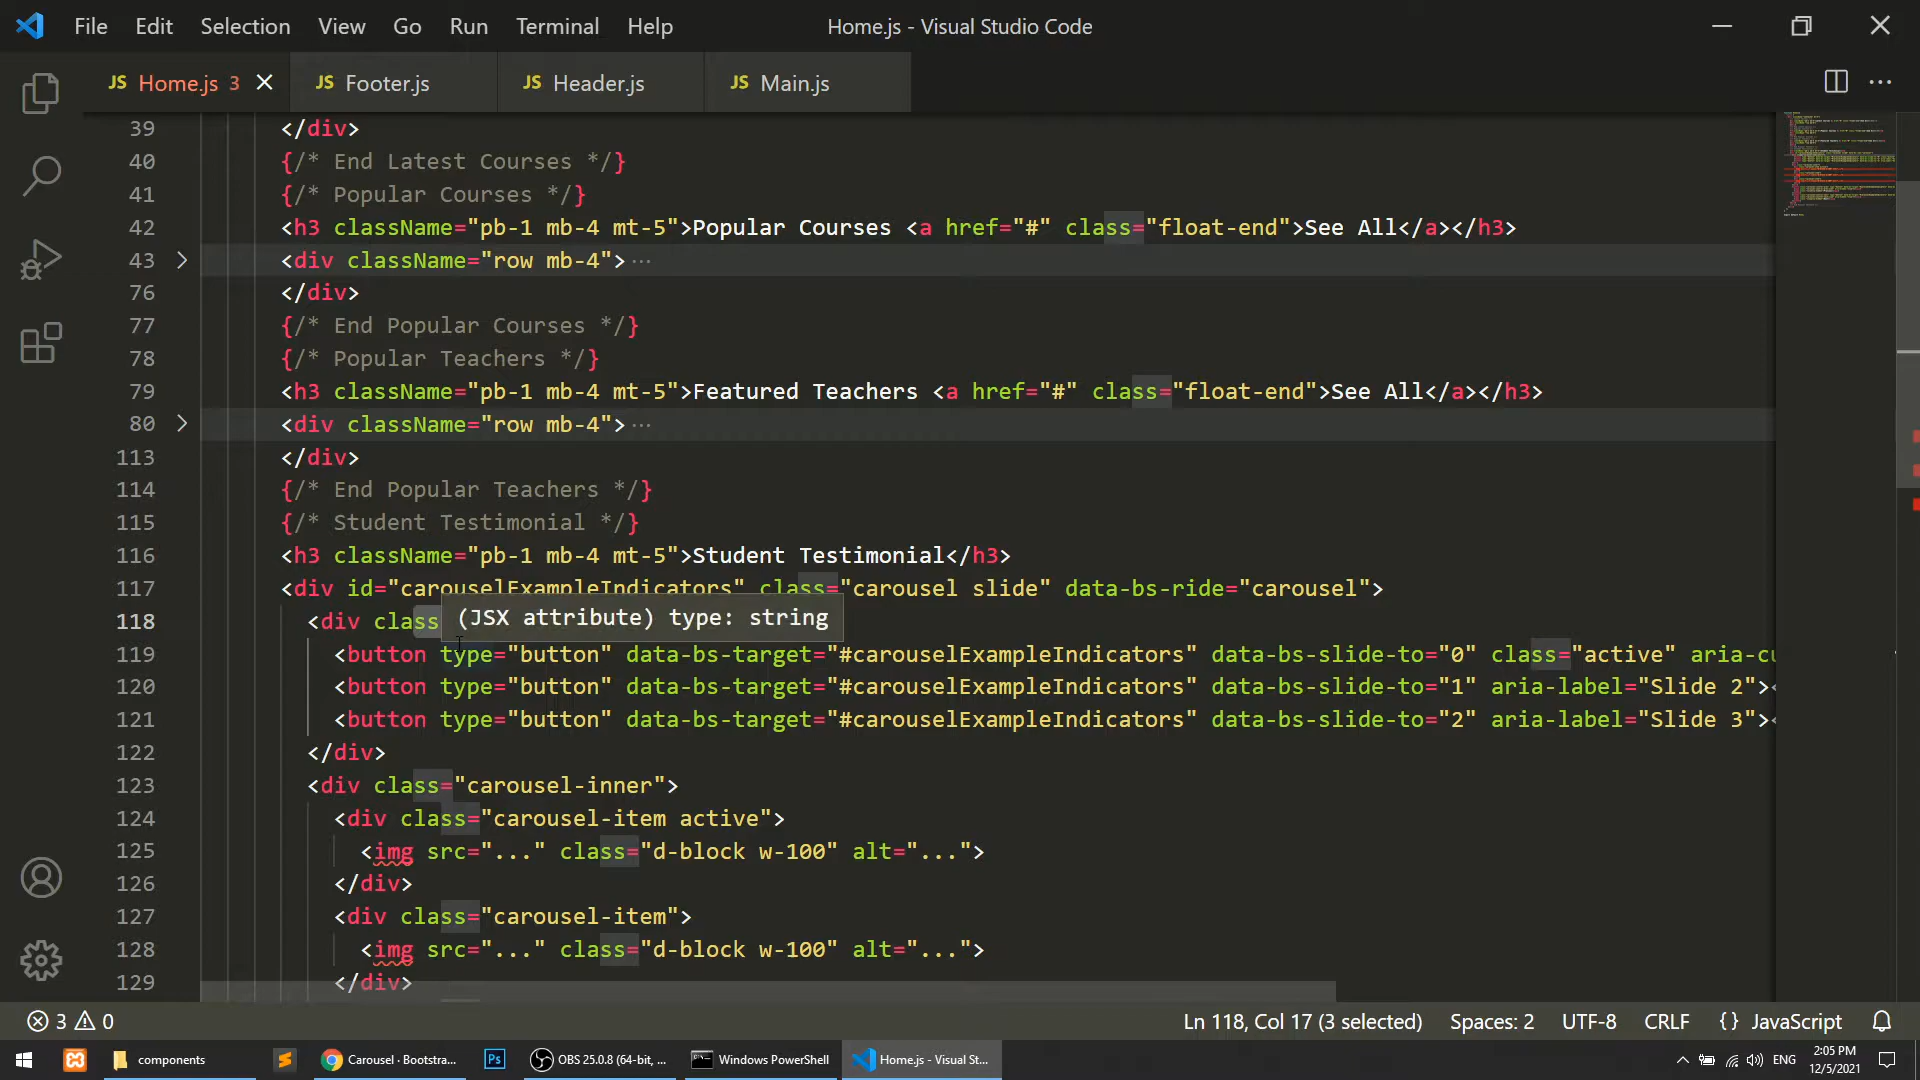 File Edit Selection View Go Run Terminal Help
Home.js - Visual Studio Code
JS Home.js 3 JS Footer.js JS Header.js JS Main.js
39 </div>
40 {/* End Latest Courses */}
41 {/* Popular Courses */}
42 <h3 className="pb-1 mb-4 mt-5">Popular Courses <a href="#" class="float-end">See All</a></h3>
43 <div className="row mb-4"> ...
76 </div>
77 {/* End Popular Courses */}
78 {/* Popular Teachers */}
79 <h3 className="pb-1 mb-4 mt-5">Featured Teachers <a href="#" class="float-end">See All</a></h3>
80 <div className="row mb-4"> ...
113 </div>
114 {/* End Popular Teachers */}
115 {/* Student Testimonial */}
116 <h3 className="pb-1 mb-4 mt-5">Student Testimonial</h3>
117 <div id="carouselExampleIndicators" class="carousel slide" data-bs-ride="carousel">
118 <div class (JSX attribute) type: string
119 <button type="button" data-bs-target="#carouselExampleIndicators" data-bs-slide-to="0" class="active" aria-cu
120 <button type="button" data-bs-target="#carouselExampleIndicators" data-bs-slide-to="1" aria-label="Slide 2"><
121 <button type="button" data-bs-target="#carouselExampleIndicators" data-bs-slide-to="2" aria-label="Slide 3"><
122 </div>
123 <div class="carousel-inner">
124 <div class="carousel-item active">
125 <img src="..." class="d-block w-100" alt="...">
126 </div>
127 <div class="carousel-item">
128 <img src="..." class="d-block w-100" alt="...">
129 </div>
3 0 Ln 118, Col 17 (3 selected) Spaces: 2 UTF-8 CRLF {} JavaScript
components Carousel · Bootstra... Ps OBS 25.0.8 (64-bit, ... Windows PowerShell Home.js - Visual St... ENG 2:05 PM
12/5/2021